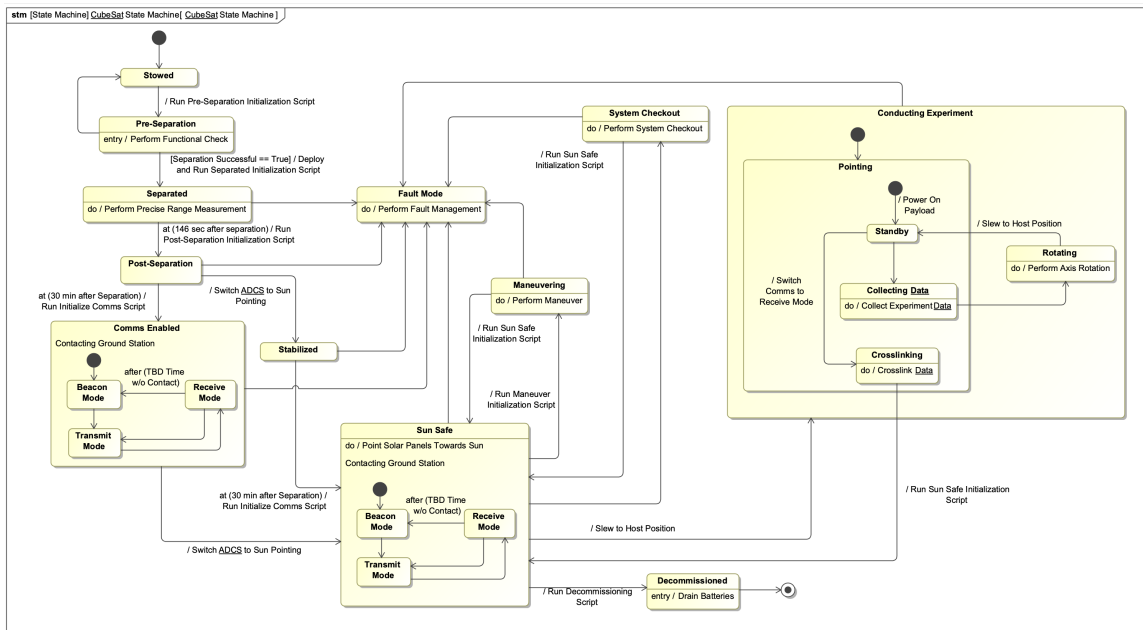 stm [State Machine] CubeSat State Machine[ CubeSat State Machine ]
Stowed
/ Run Pre-Separation Initialization Script
Pre-Separation
entry / Perform Functional Check
[Separation Successful == True] / Deploy
and Run Separated Initialization Script
Separated
do / Perform Precise Range Measurement
at (146 sec after separation) / Run
Post-Separation Initialization Script
Post-Separation
at (30 min after Separation) /
Run Initialize Comms Script
/ Switch ADCS to Sun
Pointing
Comms Enabled
Contacting Ground Station
Beacon
Mode
after (TBD Time
w/o Contact)
Receive
Mode
Transmit
Mode
Stabilized
at (30 min after Separation) /
Run Initialize Comms Script
/ Switch ADCS to Sun Pointing
Fault Mode
do / Perform Fault Management
System Checkout
do / Perform System Checkout
/ Run Sun Safe
Initialization Script
Maneuvering
do / Perform Maneuver
/ Run Sun Safe
Initialization Script
/ Run Maneuver
Initialization Script
Sun Safe
do / Point Solar Panels Towards Sun
Contacting Ground Station
Beacon
Mode
after (TBD Time
w/o Contact)
Receive
Mode
Transmit
Mode
/ Slew to Host Position
/ Run Decommissioning
Script
Decommissioned
entry / Drain Batteries
Conducting Experiment
Pointing
/ Power On
Payload
Standby
/ Slew to Host Position
Rotating
do / Perform Axis Rotation
/ Switch
Comms to
Receive Mode
Collecting Data
do / Collect Experiment Data
Crosslinking
do / Crosslink Data
/ Run Sun Safe Initialization
Script